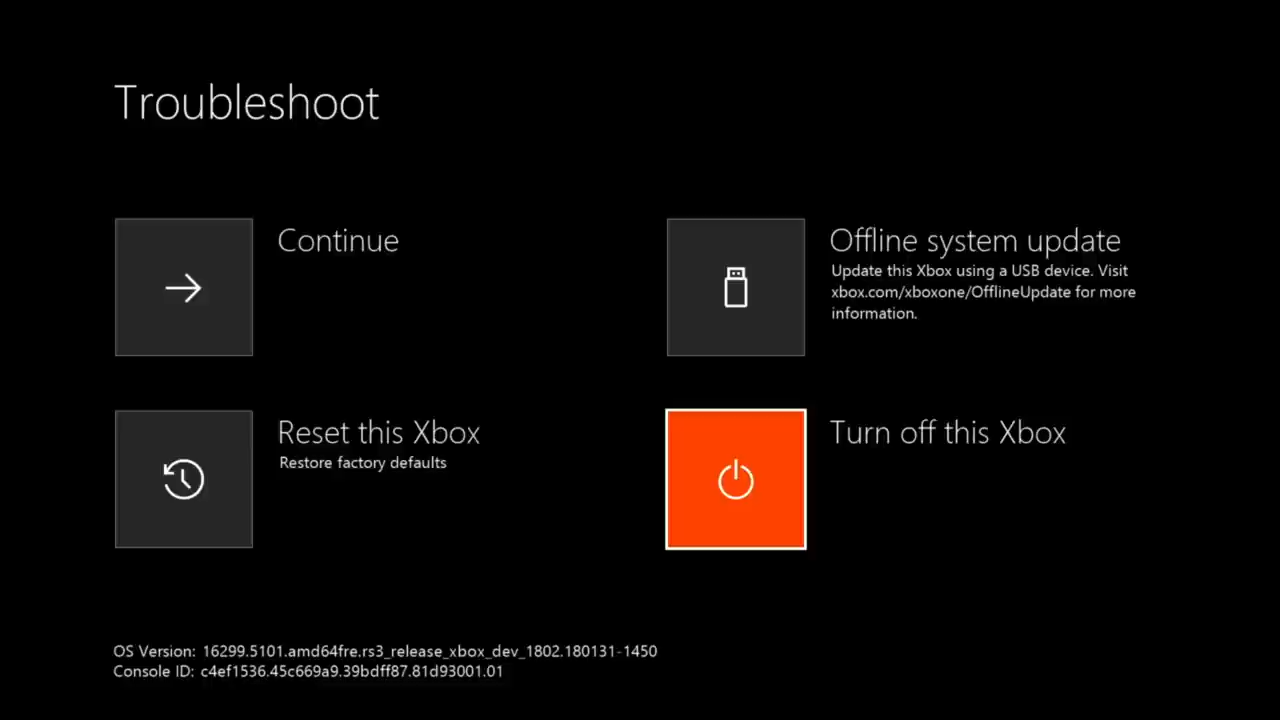 Troubleshoot
Continue
Offline system update
Update this Xbox using a USB device. Visit
xbox.com/xboxone/OfflineUpdate for more
information.
Reset this Xbox
Restore factory defaults
Turn off this Xbox
OS Version: 16299.5101.amd64fre.rs3_release_xbox_dev_1802.180131-1450
Console ID: c4ef1536.45c669a9.39bdff87.81d93001.01